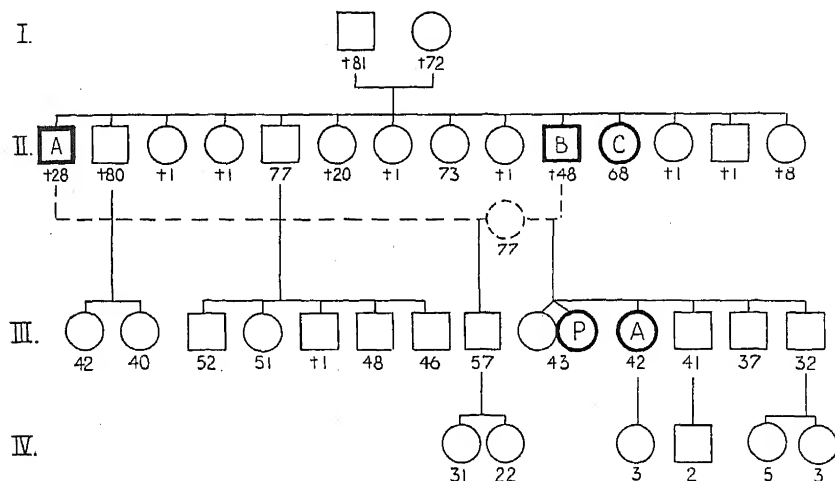 I.
†81 †72
II. A B C
†28 †80 †1 †1 77 †20 †1 73 †1 †48 68 †1 †1 †8
77
III. P A
42 40 52 51 †1 48 46 57 43 42 41 37 32
IV.
31 22 3 2 5 3